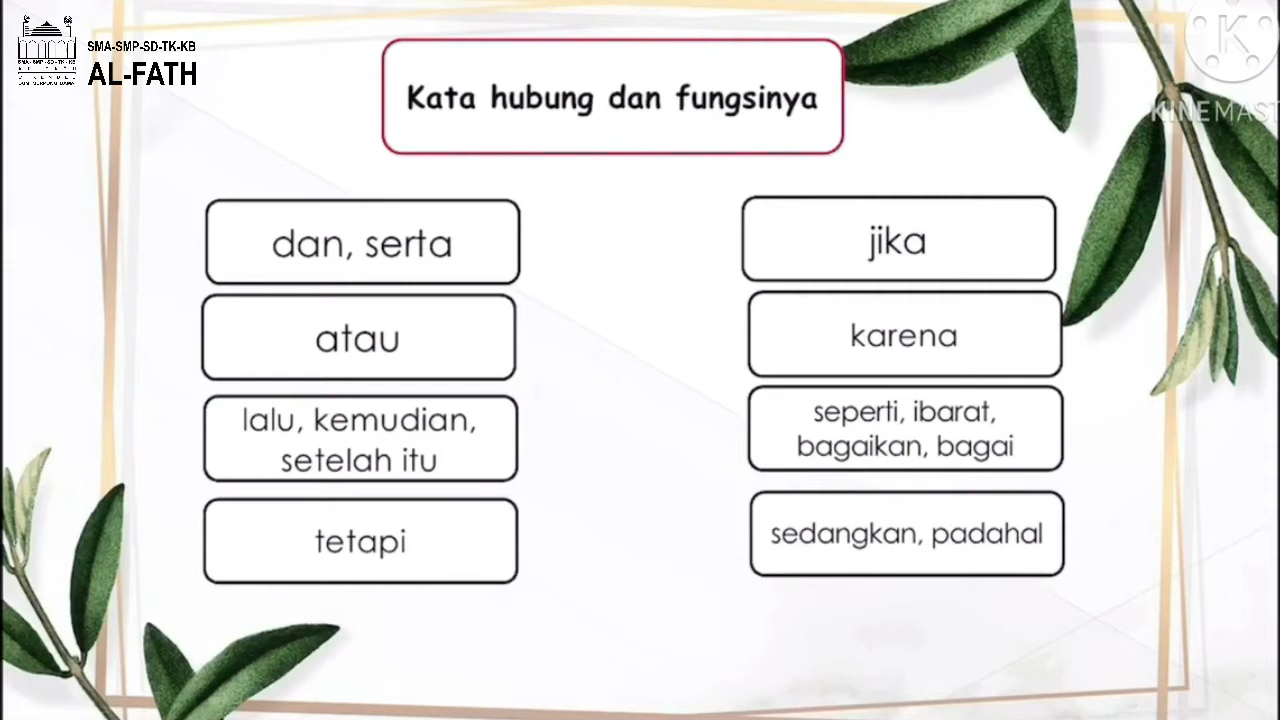 SMA-SMP-SD-TK-KB
AL-FATH
Kata hubung dan fungsinya
dan, serta
atau
lalu, kemudian,
setelah itu
tetapi
jika
karena
seperti, ibarat,
bagaikan, bagai
sedangkan, padahal
K
KINEMAST